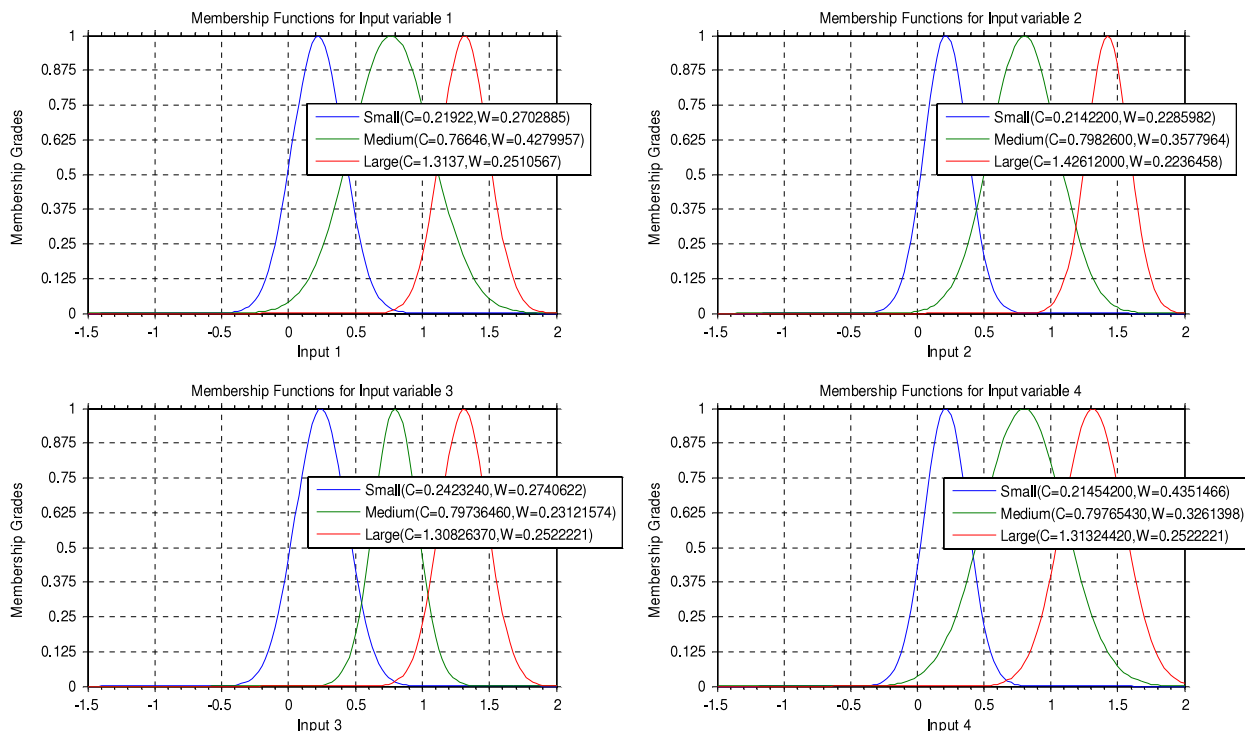 Membership Functions for Input variable 1
1
0.875
0.75
0.625
0.5
0.375
0.25
0.125
0
Membership Grades
Small(C=0.21922,W=0.2702885)
Medium(C=0.76646,W=0.4279957)
Large(C=1.3137,W=0.2510567)
-1.5 -1 -0.5 0 0.5 1 1.5 2
Input 1
Membership Functions for Input variable 2
1
0.875
0.75
0.625
0.5
0.375
0.25
0.125
0
Membership Grades
Small(C=0.2142200,W=0.2285982)
Medium(C=0.7982600,W=0.3577964)
Large(C=1.42612000,W=0.2236458)
-1.5 -1 -0.5 0 0.5 1 1.5 2
Input 2
Membership Functions for Input variable 3
1
0.875
0.75
0.625
0.5
0.375
0.25
0.125
0
Membership Grades
Small(C=0.2423240,W=0.2740622)
Medium(C=0.79736460,W=0.23121574)
Large(C=1.30826370,W=0.2522221)
-1.5 -1 -0.5 0 0.5 1 1.5 2
Input 3
Membership Functions for Input variable 4
1
0.875
0.75
0.625
0.5
0.375
0.25
0.125
0
Membership Grades
Small(C=0.21454200,W=0.4351466)
Medium(C=0.79765430,W=0.3261398)
Large(C=1.31324420,W=0.2522221)
-1.5 -1 -0.5 0 0.5 1 1.5 2
Input 4